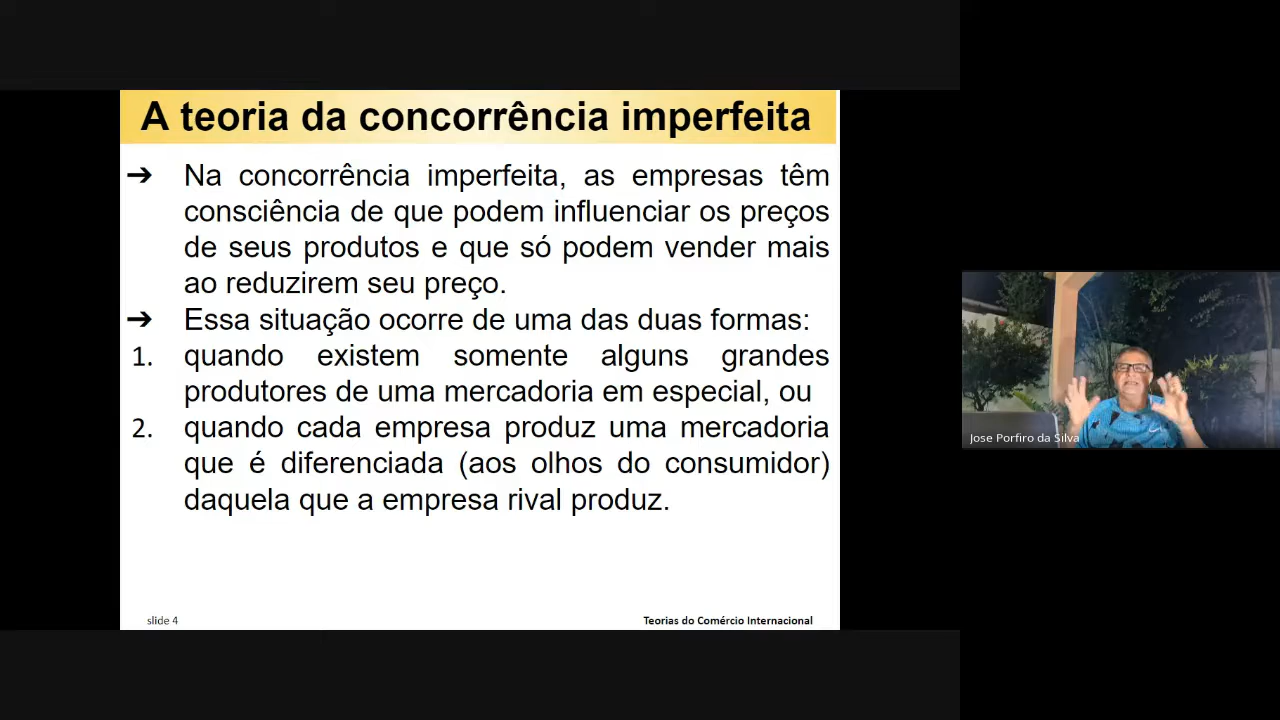 A teoria da concorrência imperfeita
➔ Na concorrência imperfeita, as empresas têm
consciência de que podem influenciar os preços
de seus produtos e que só podem vender mais
ao reduzirem seu preço.
➔ Essa situação ocorre de uma das duas formas:
1. quando existem somente alguns grandes
produtores de uma mercadoria em especial, ou
2. quando cada empresa produz uma mercadoria
que é diferenciada (aos olhos do consumidor)
daquela que a empresa rival produz.
slide 4
Teorias do Comércio Internacional
Jose Porfiro da Silva